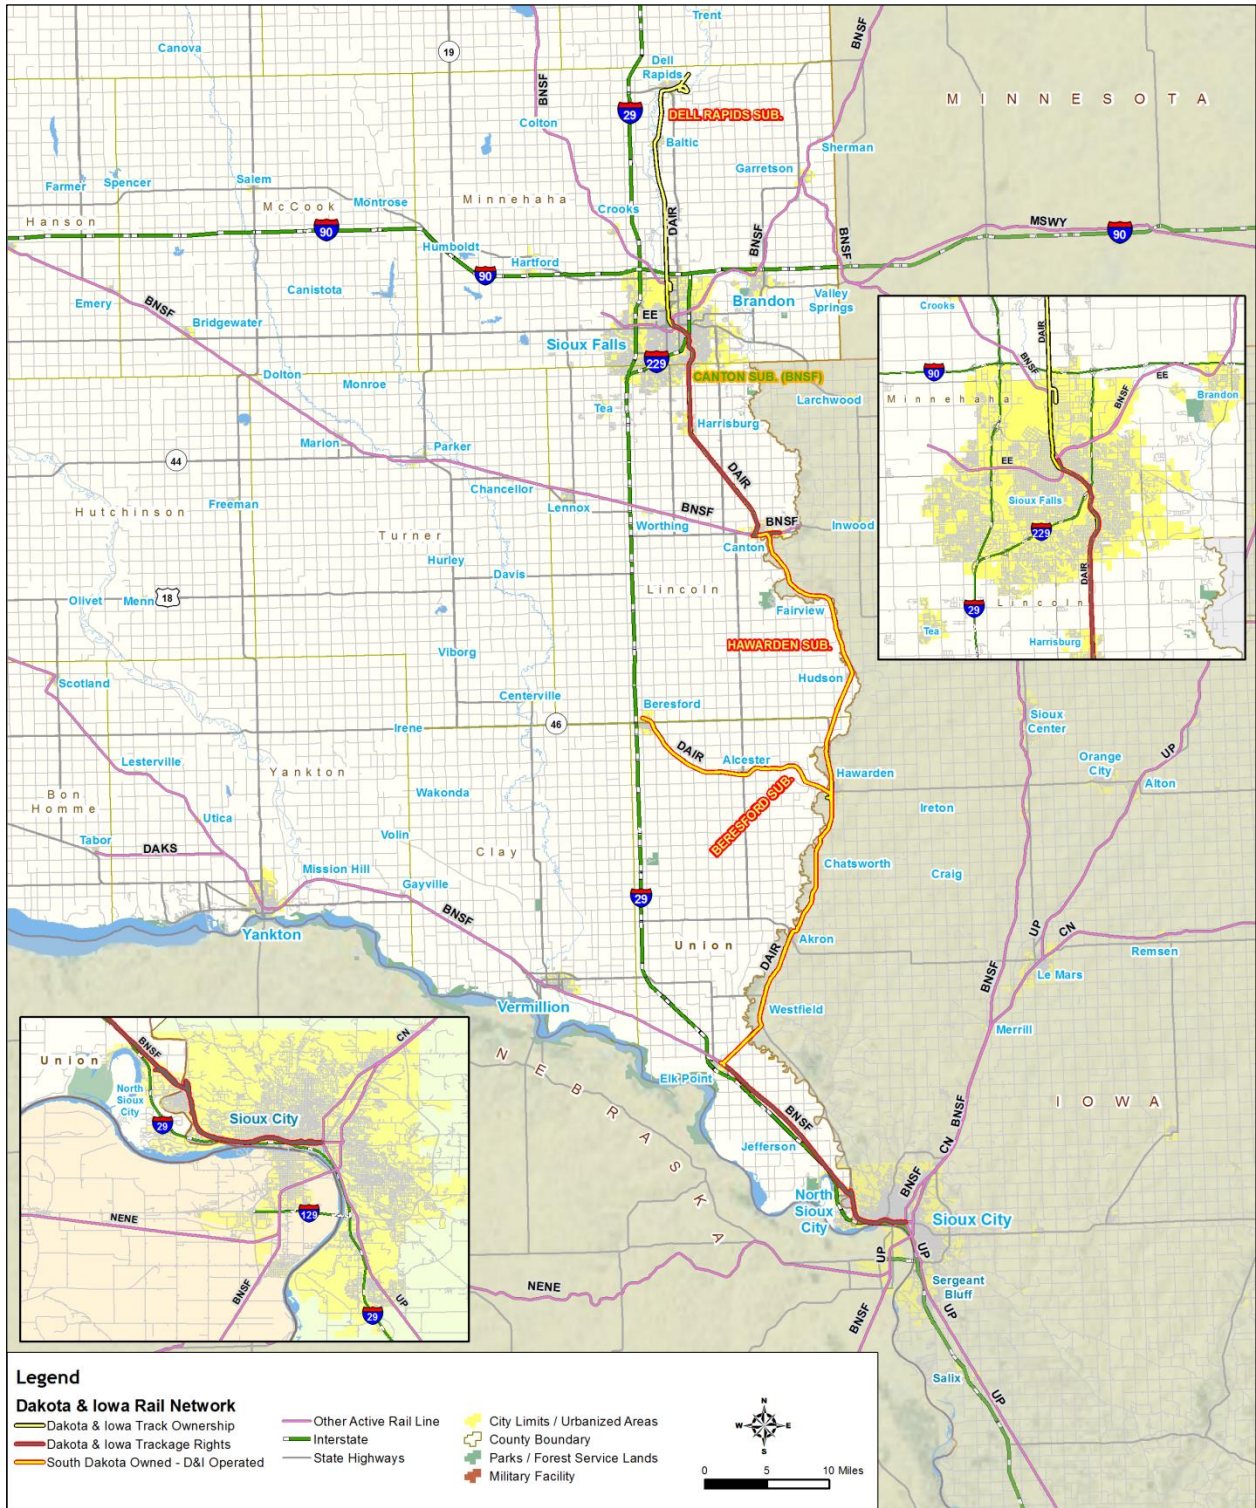 Trent
Canova
19
BNSF
BNSF
Dell
Rapids
MINNESOTA
29
DELL RAPIDS SUB.
Colton
Baltic
Sherman
Garretson
Farmer
Spencer
Salem
McCook
Minnehaha
Montrose
Hanson
Crooks
DAIR
BNSF
BNSF
MSWY
90
90
Humboldt
Hartford
90
Canistota
Emery
BNSF
Brandon
Valley
Springs
Bridgewater
EE
Sioux Falls
229
CANTON SUB. (BNSF)
Dolton
Monroe
Tea
Larchwood
Harrisburg
Marion
Parker
44
DAIR
Chancellor
Freeman
Lennox
BNSF
Worthing
BNSF
Inwood
Hutchinson
Turner
Canton
Hurley
Davis
Lincoln
Olivet
Menn
18
Fairview
HAWARDEN SUB.
Viborg
Hudson
Scotland
Centerville
Beresford
46
Irene
DAIR
Alcester
Hawarden
Lesterville
Yankton
Bon
Homme
Wakonda
BERESFORD SUB.
Utica
Volin
Tabor
DAKS
Clay
Mission Hill
Gayville
Chatsworth
BNSF
29
Yankton
Union
Akron
DAIR
Vermillion
Westfield
Elk Point
NEBRASKA
BNSF
Jefferson
North
Sioux
City
Sioux City
NENE
UP
BNSF
UP
Sergeant
Bluff
BNSF
UP
Salix
UP
Sioux
Center
Orange
City
UP
Alton
Ireton
Craig
UP
CN
BNSF
Remsen
Le Mars
Merrill
IOWA
CN
BNSF
Crooks
DAIR
90
BNSF
EE
BNSF
Minnehaha
Brandon
EE
Sioux Falls
229
DAIR
29
Lincoln
Tea
Harrisburg
CN
BNSF
Union
North
Sioux
City
Sioux City
29
129
NENE
BNSF
UP
29
Legend
Dakota & Iowa Rail Network
Dakota & Iowa Track Ownership
Dakota & Iowa Trackage Rights
South Dakota Owned - D&I Operated
Other Active Rail Line
Interstate
State Highways
City Limits / Urbanized Areas
County Boundary
Parks / Forest Service Lands
Military Facility
N
W
E
S
0
5
10 Miles